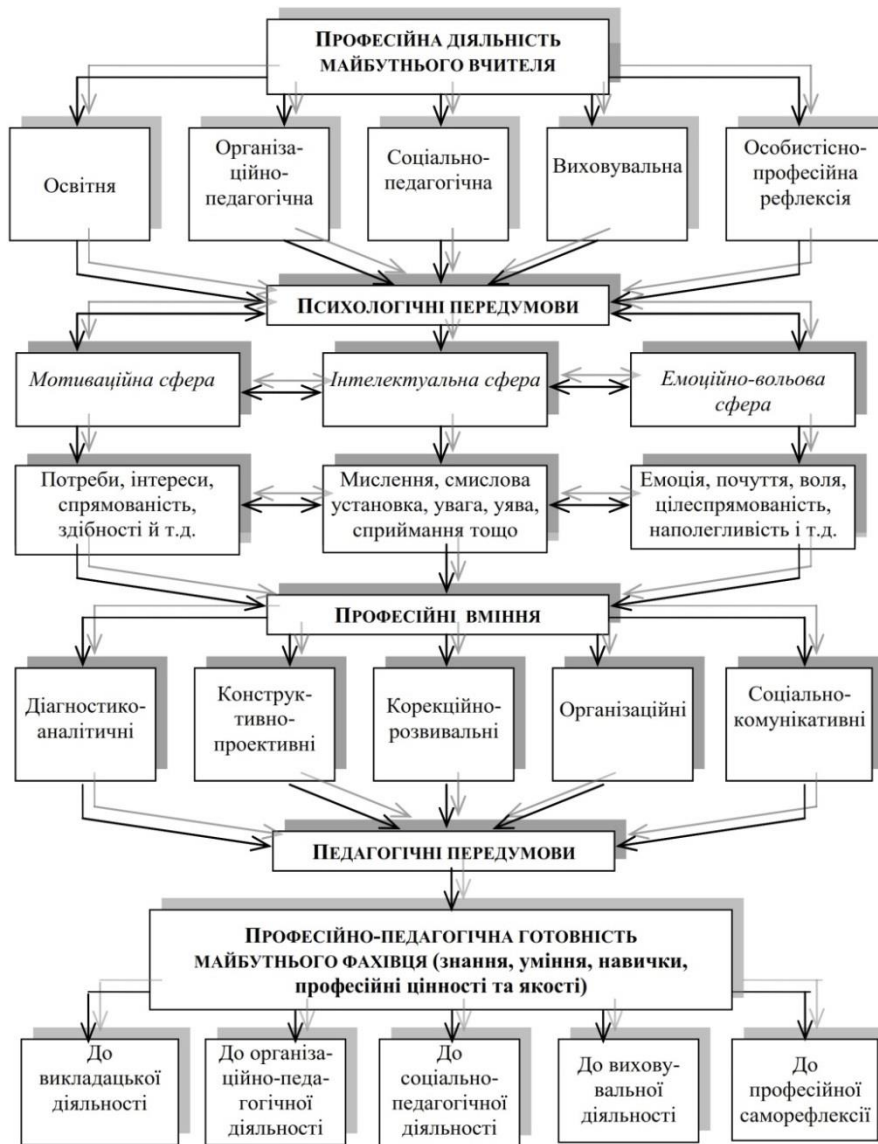 ПРОФЕСІЙНА ДІЯЛЬНІСТЬ
МАЙБУТНЬОГО ВЧИТЕЛЯ
Освітня
Організа-
ційно-
педагогічна
Соціально-
педагогічна
Виховувальна
Особистісно-
професійна
рефлексія
ПСИХОЛОГІЧНІ ПЕРЕДУМОВИ
Мотиваційна сфера
Інтелектуальна сфера
Емоційно-вольова
сфера
Потреби, інтереси,
спрямованість,
здібності й т.д.
Мислення, смислова
установка, увага, уява,
сприймання тощо
Емоція, почуття, воля,
цілеспрямованість,
наполегливість і т.д.
ПРОФЕСІЙНІ ВМІННЯ
Діагностико-
аналітичні
Конструк-
тивно-
проективні
Корекційно-
розвивальні
Організаційні
Соціально-
комунікативні
ПЕДАГОГІЧНІ ПЕРЕДУМОВИ
ПРОФЕСІЙНО-ПЕДАГОГІЧНА ГОТОВНІСТЬ
МАЙБУТНЬОГО ФАХІВЦЯ (знання, уміння, навички,
професійні цінності та якості)
До
викладацької
діяльності
До організа-
ційно-педа-
гогічної
діяльності
До
соціально-
педагогічної
діяльності
До вихову-
вальної
діяльності
До
професійної
саморефлексії